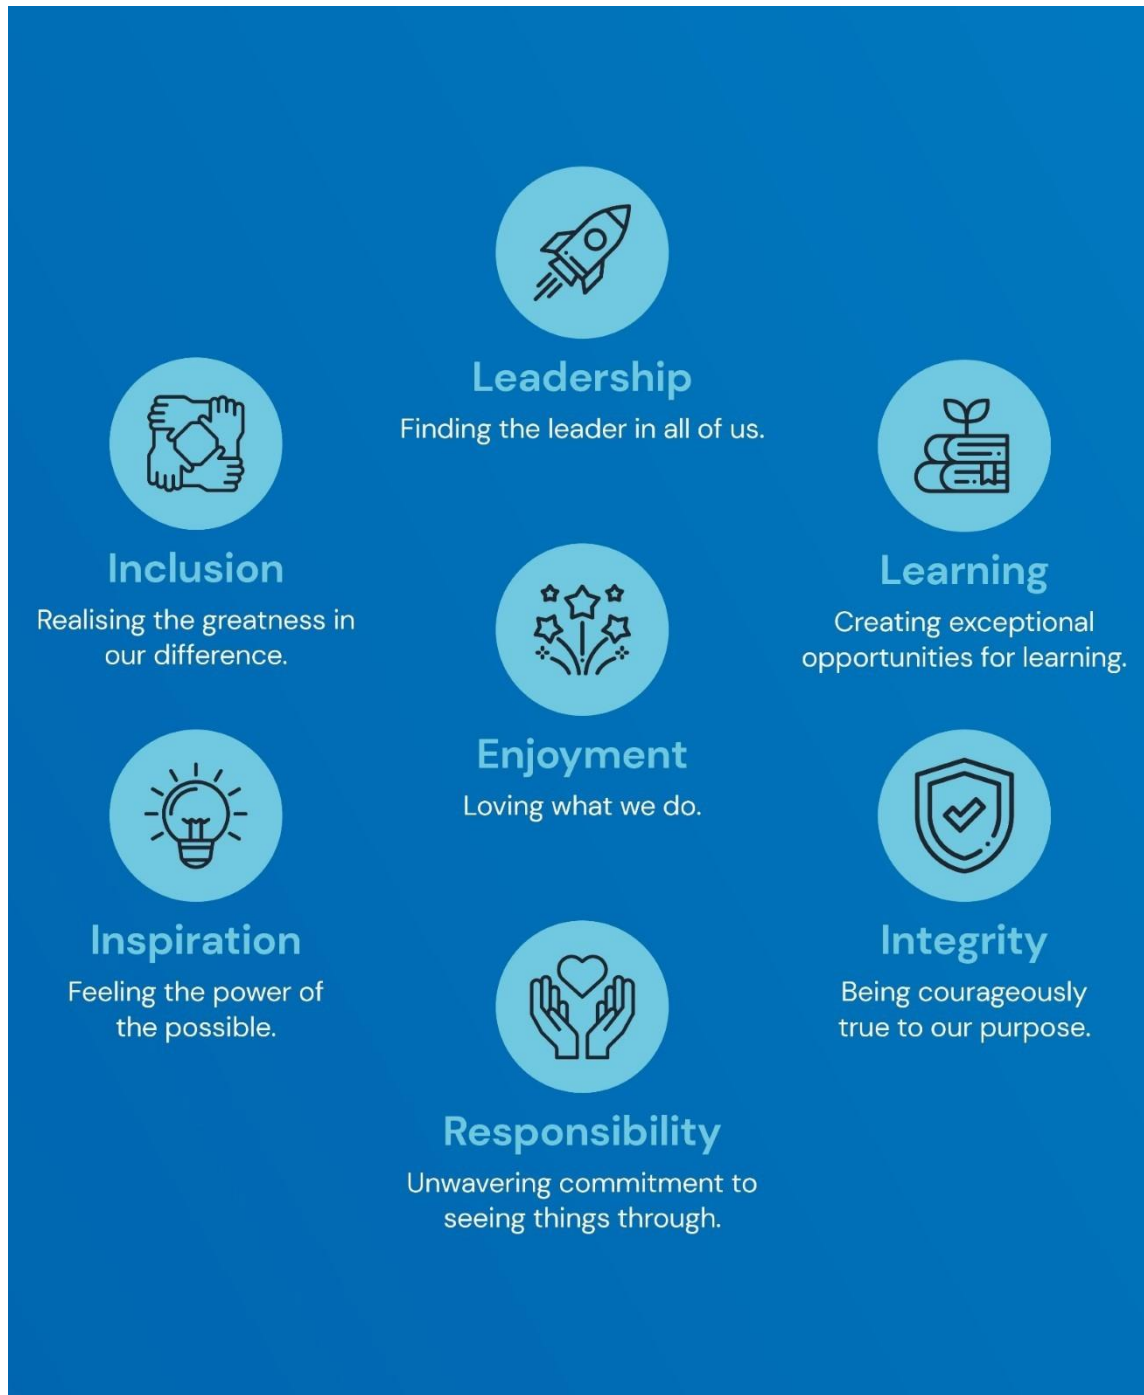 Leadership
Finding the leader in all of us.
Inclusion
Realising the greatness in
our difference.
Learning
Creating exceptional
opportunities for learning.
Enjoyment
Loving what we do.
Inspiration
Feeling the power of
the possible.
Integrity
Being courageously
true to our purpose.
Responsibility
Unwavering commitment to
seeing things through.